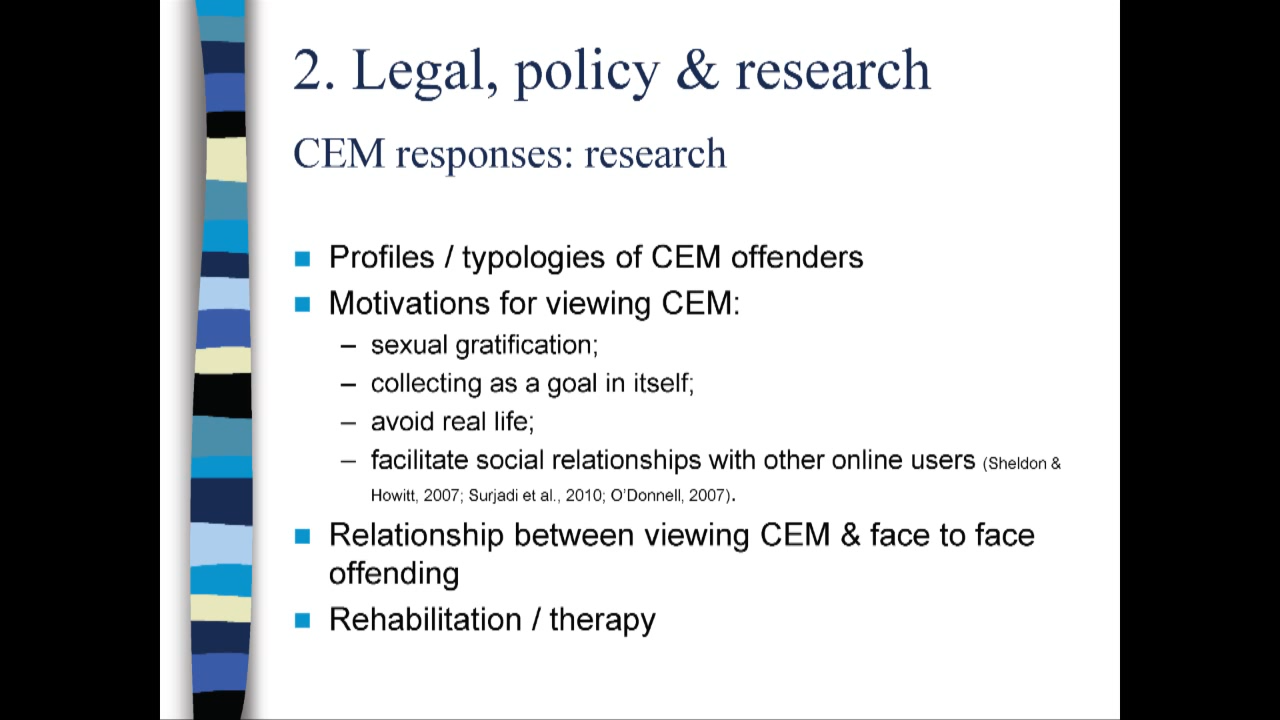 2. Legal, policy & research
CEM responses: research
Profiles / typologies of CEM offenders
Motivations for viewing CEM:
– sexual gratification;
– collecting as a goal in itself;
– avoid real life;
– facilitate social relationships with other online users (Sheldon &
Howitt, 2007; Surjadi et al., 2010; O'Donnell, 2007).
Relationship between viewing CEM & face to face
offending
Rehabilitation / therapy